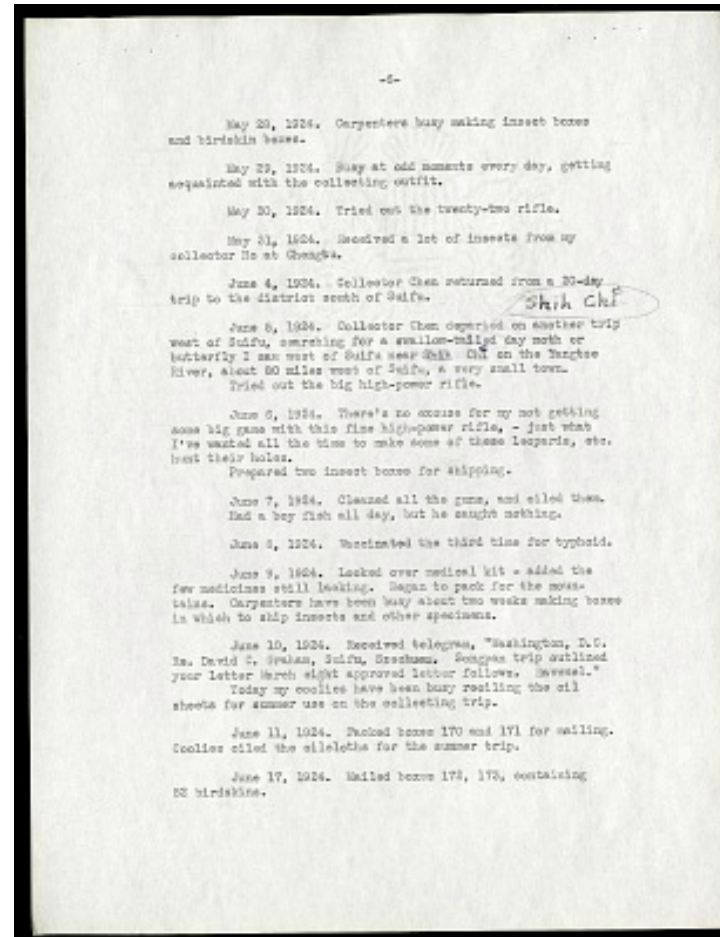 May 28, 1924. Carpenters busy making insect boxes
and birdskin boxes.
May 29, 1924. Busy at odd moments every day, getting
acquainted with the collecting outfit.
May 30, 1924. Tried out the twenty-two rifle.
May 31, 1924. Received a lot of insects from my
collector Ho at Chengtu.
June 4, 1924. Collector Chen returned from a 20-day
trip to the district south of Suifu.
Shih Chi
June 5, 1924. Collector Chen departed on another trip
west of Suifu, searching for a swallow-tailed day moth or
butterfly I saw west of Suifu near Shih Chi on the Yangtse
River, about 80 miles west of Suifu, a very small town.
Tried out the big high-power rifle.
June 6, 1924. There's no excuse for my not getting
some big game with this fine high-power rifle, - just what
I've wanted all the time to make some of these leopards, etc.
hunt their holes.
Prepared two insect boxes for shipping.
June 7, 1924. Cleaned all the guns, and oiled them.
Had a boy fish all day, but he caught nothing.
June 8, 1924. Vaccinated the third time for typhoid.
June 9, 1924. Looked over medical kit - added the
few medicines still lacking. Began to pack for the moun-
tains. Carpenters have been busy about two weeks making boxes
in which to ship insects and other specimens.
June 10, 1924. Received telegram, "Washington, D.C.
David C. Graham, Suifu, Szechuen. Songpan trip outlined
your letter March eight approved letter follows. Ravenel."
Today my coolies have been busy reoiling the oil
sheets for summer use on the collecting trip.
June 11, 1924. Packed boxes 170 and 171 for mailing.
Coolies oiled the oilcloths for the summer trip.
June 17, 1924. Mailed boxes 172, 173, containing
52 birdskins.